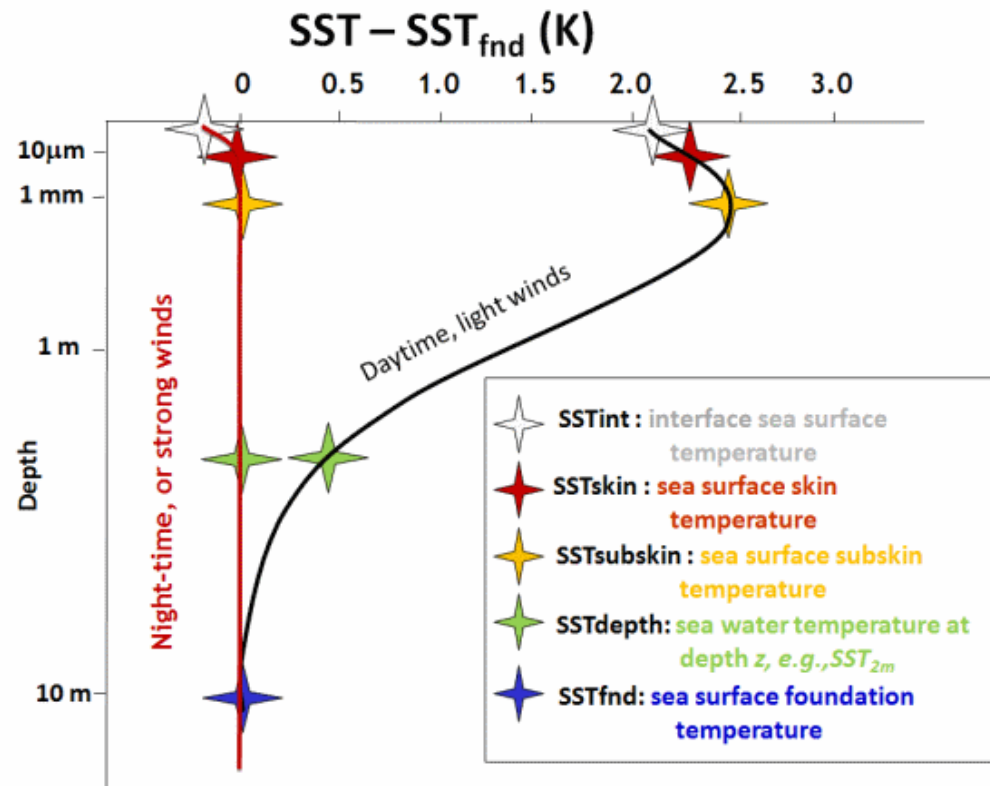 SST – SSTfnd (K)
0 0.5 1.0 1.5 2.0 2.5 3.0
10µm
1 mm
1 m
10 m
Depth
Night-time, or strong winds
Daytime, light winds
SSTint : interface sea surface
temperature
SSTskin : sea surface skin
temperature
SSTsubskin : sea surface subskin
temperature
SSTdepth: sea water temperature at
depth z, e.g.,SST2m
SSTfnd: sea surface foundation
temperature